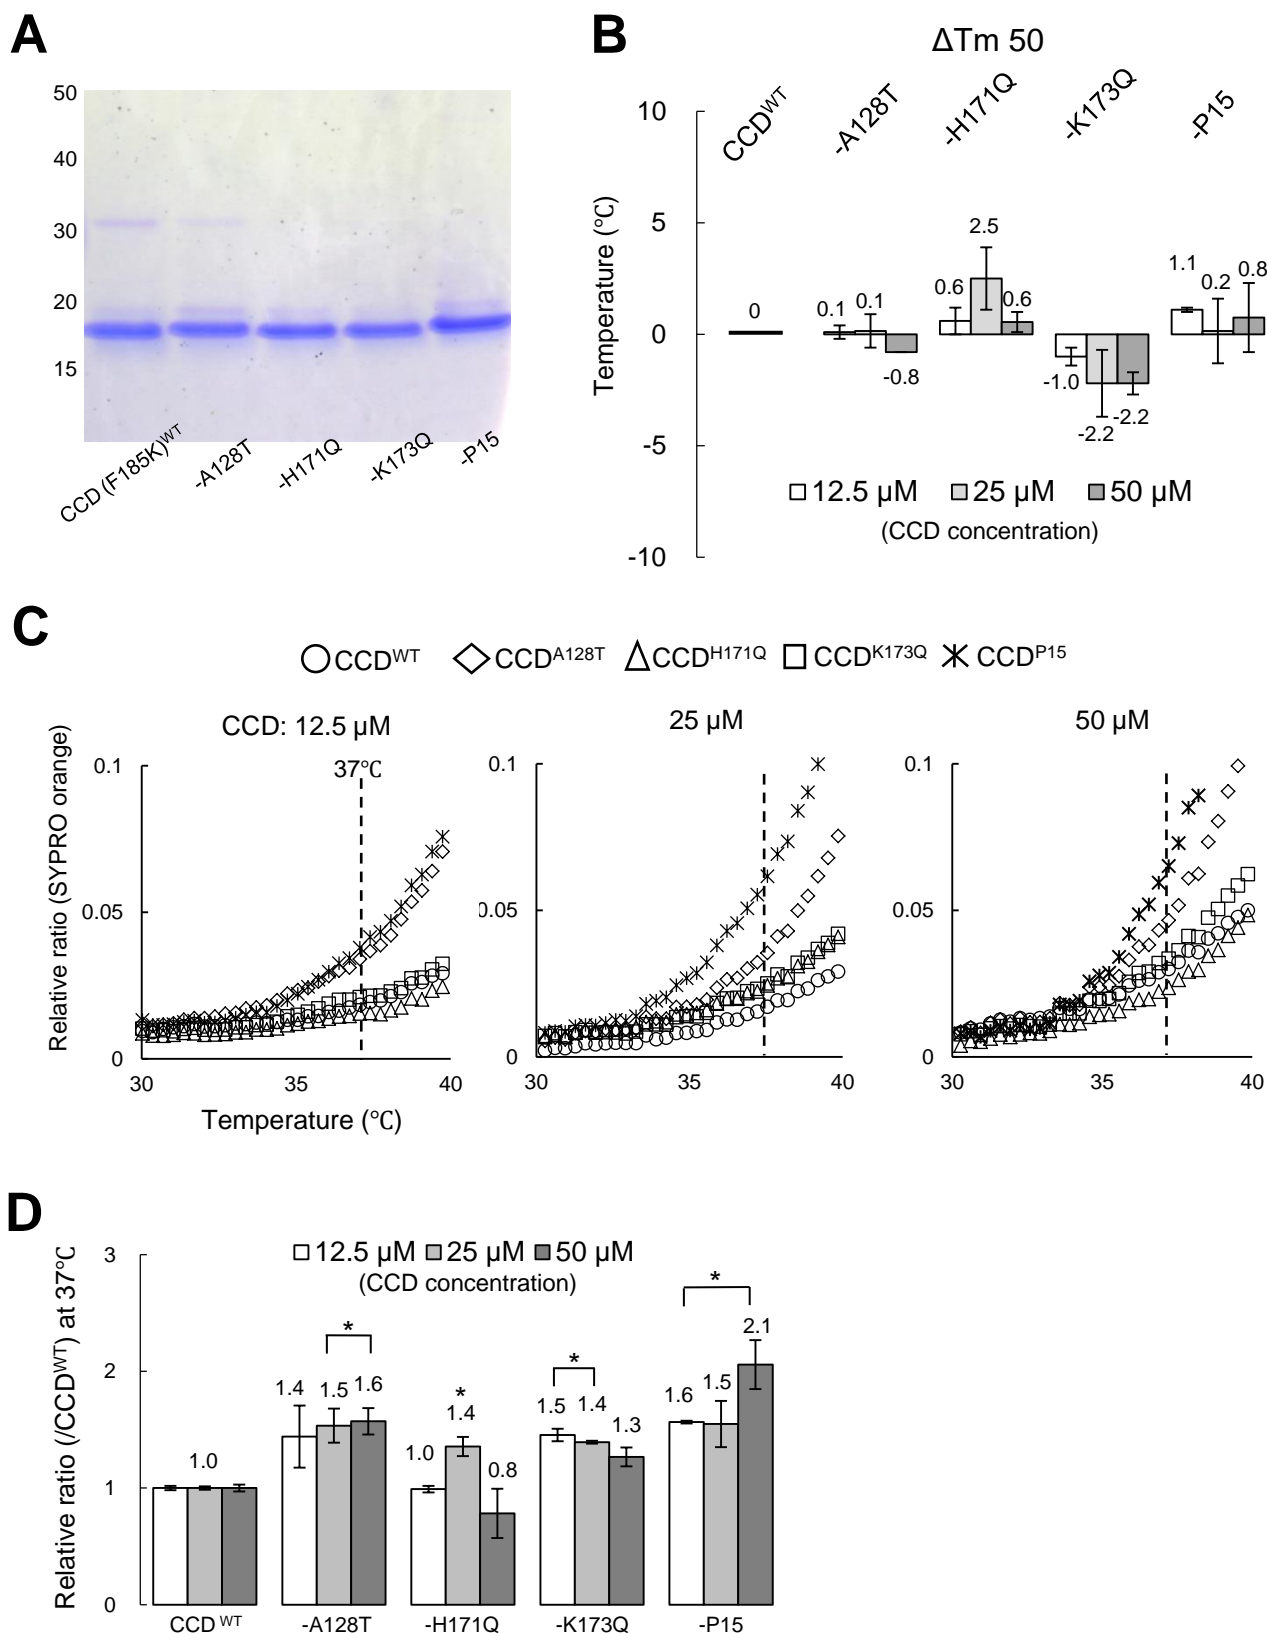 A
50
40
30
20
15
CCD (F185K)WT
-A128T
-H171Q
-K173Q
-P15
B
ΔTm 50
CCDWT
-A128T
-H171Q
-K173Q
-P15
Temperature (℃)
10
5
0
-5
-10
0
0.1
0.1
-0.8
0.6
2.5
0.6
-1.0
-2.2
-2.2
1.1
0.2
0.8
12.5 µM
25 µM
50 µM
(CCD concentration)
C
CCDWT
CCDA128T
CCDH171Q
CCDK173Q
CCDP15
Relative ratio (SYPRO orange)
CCD: 12.5 µM
37℃
0.1
0.05
0
30
35
40
Temperature (℃)
25 µM
0.1
0.05
0
30
35
40
50 µM
0.1
0.05
0
30
35
40
D
Relative ratio (/CCDWT) at 37℃
12.5 µM
25 µM
50 µM
(CCD concentration)
3
2
1
0
1.0
1.4
1.5
1.6
*
1.0
*
1.4
0.8
*
1.5
1.4
1.3
*
1.6
1.5
2.1
CCD WT
-A128T
-H171Q
-K173Q
-P15